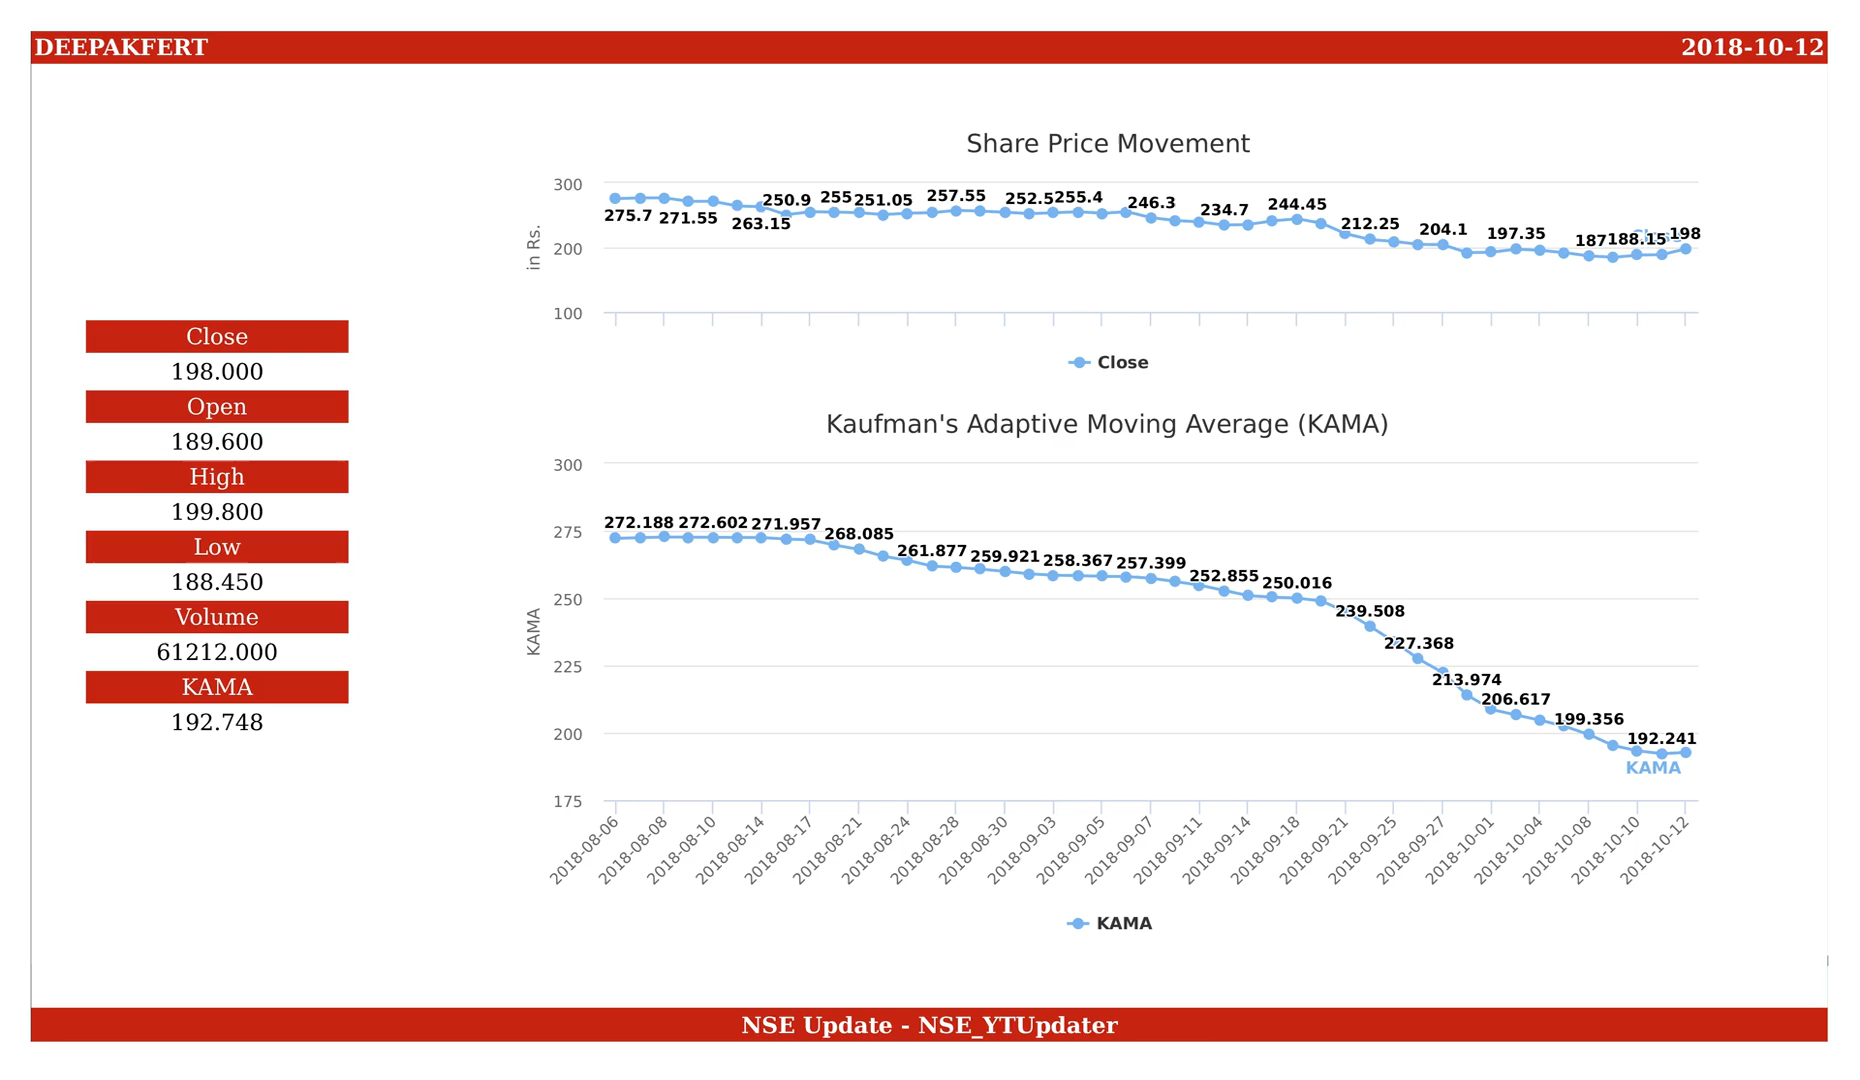 DEEPAKFERT 2018-10-12
Close
198.000
Open
189.600
High
199.800
Low
188.450
Volume
61212.000
KAMA
192.748
Share Price Movement
300
200
100
in Rs.
275.7 271.55 263.15 250.9 255 251.05 257.55 252.5 255.4 246.3 234.7 244.45 212.25 204.1 197.35 187 188.15 198
Close
Close
Kaufman's Adaptive Moving Average (KAMA)
300
275
250
225
200
175
KAMA
272.188 272.602 271.957 268.085 261.877 259.921 258.367 257.399 252.855 250.016 239.508 227.368 213.974 206.617 199.356 192.241
KAMA
2018-08-06 2018-08-08 2018-08-10 2018-08-14 2018-08-17 2018-08-21 2018-08-24 2018-08-28 2018-08-30 2018-09-03 2018-09-05 2018-09-07 2018-09-11 2018-09-14 2018-09-18 2018-09-21 2018-09-25 2018-09-27 2018-10-01 2018-10-04 2018-10-08 2018-10-10 2018-10-12
KAMA
NSE Update - NSE_YTUpdater